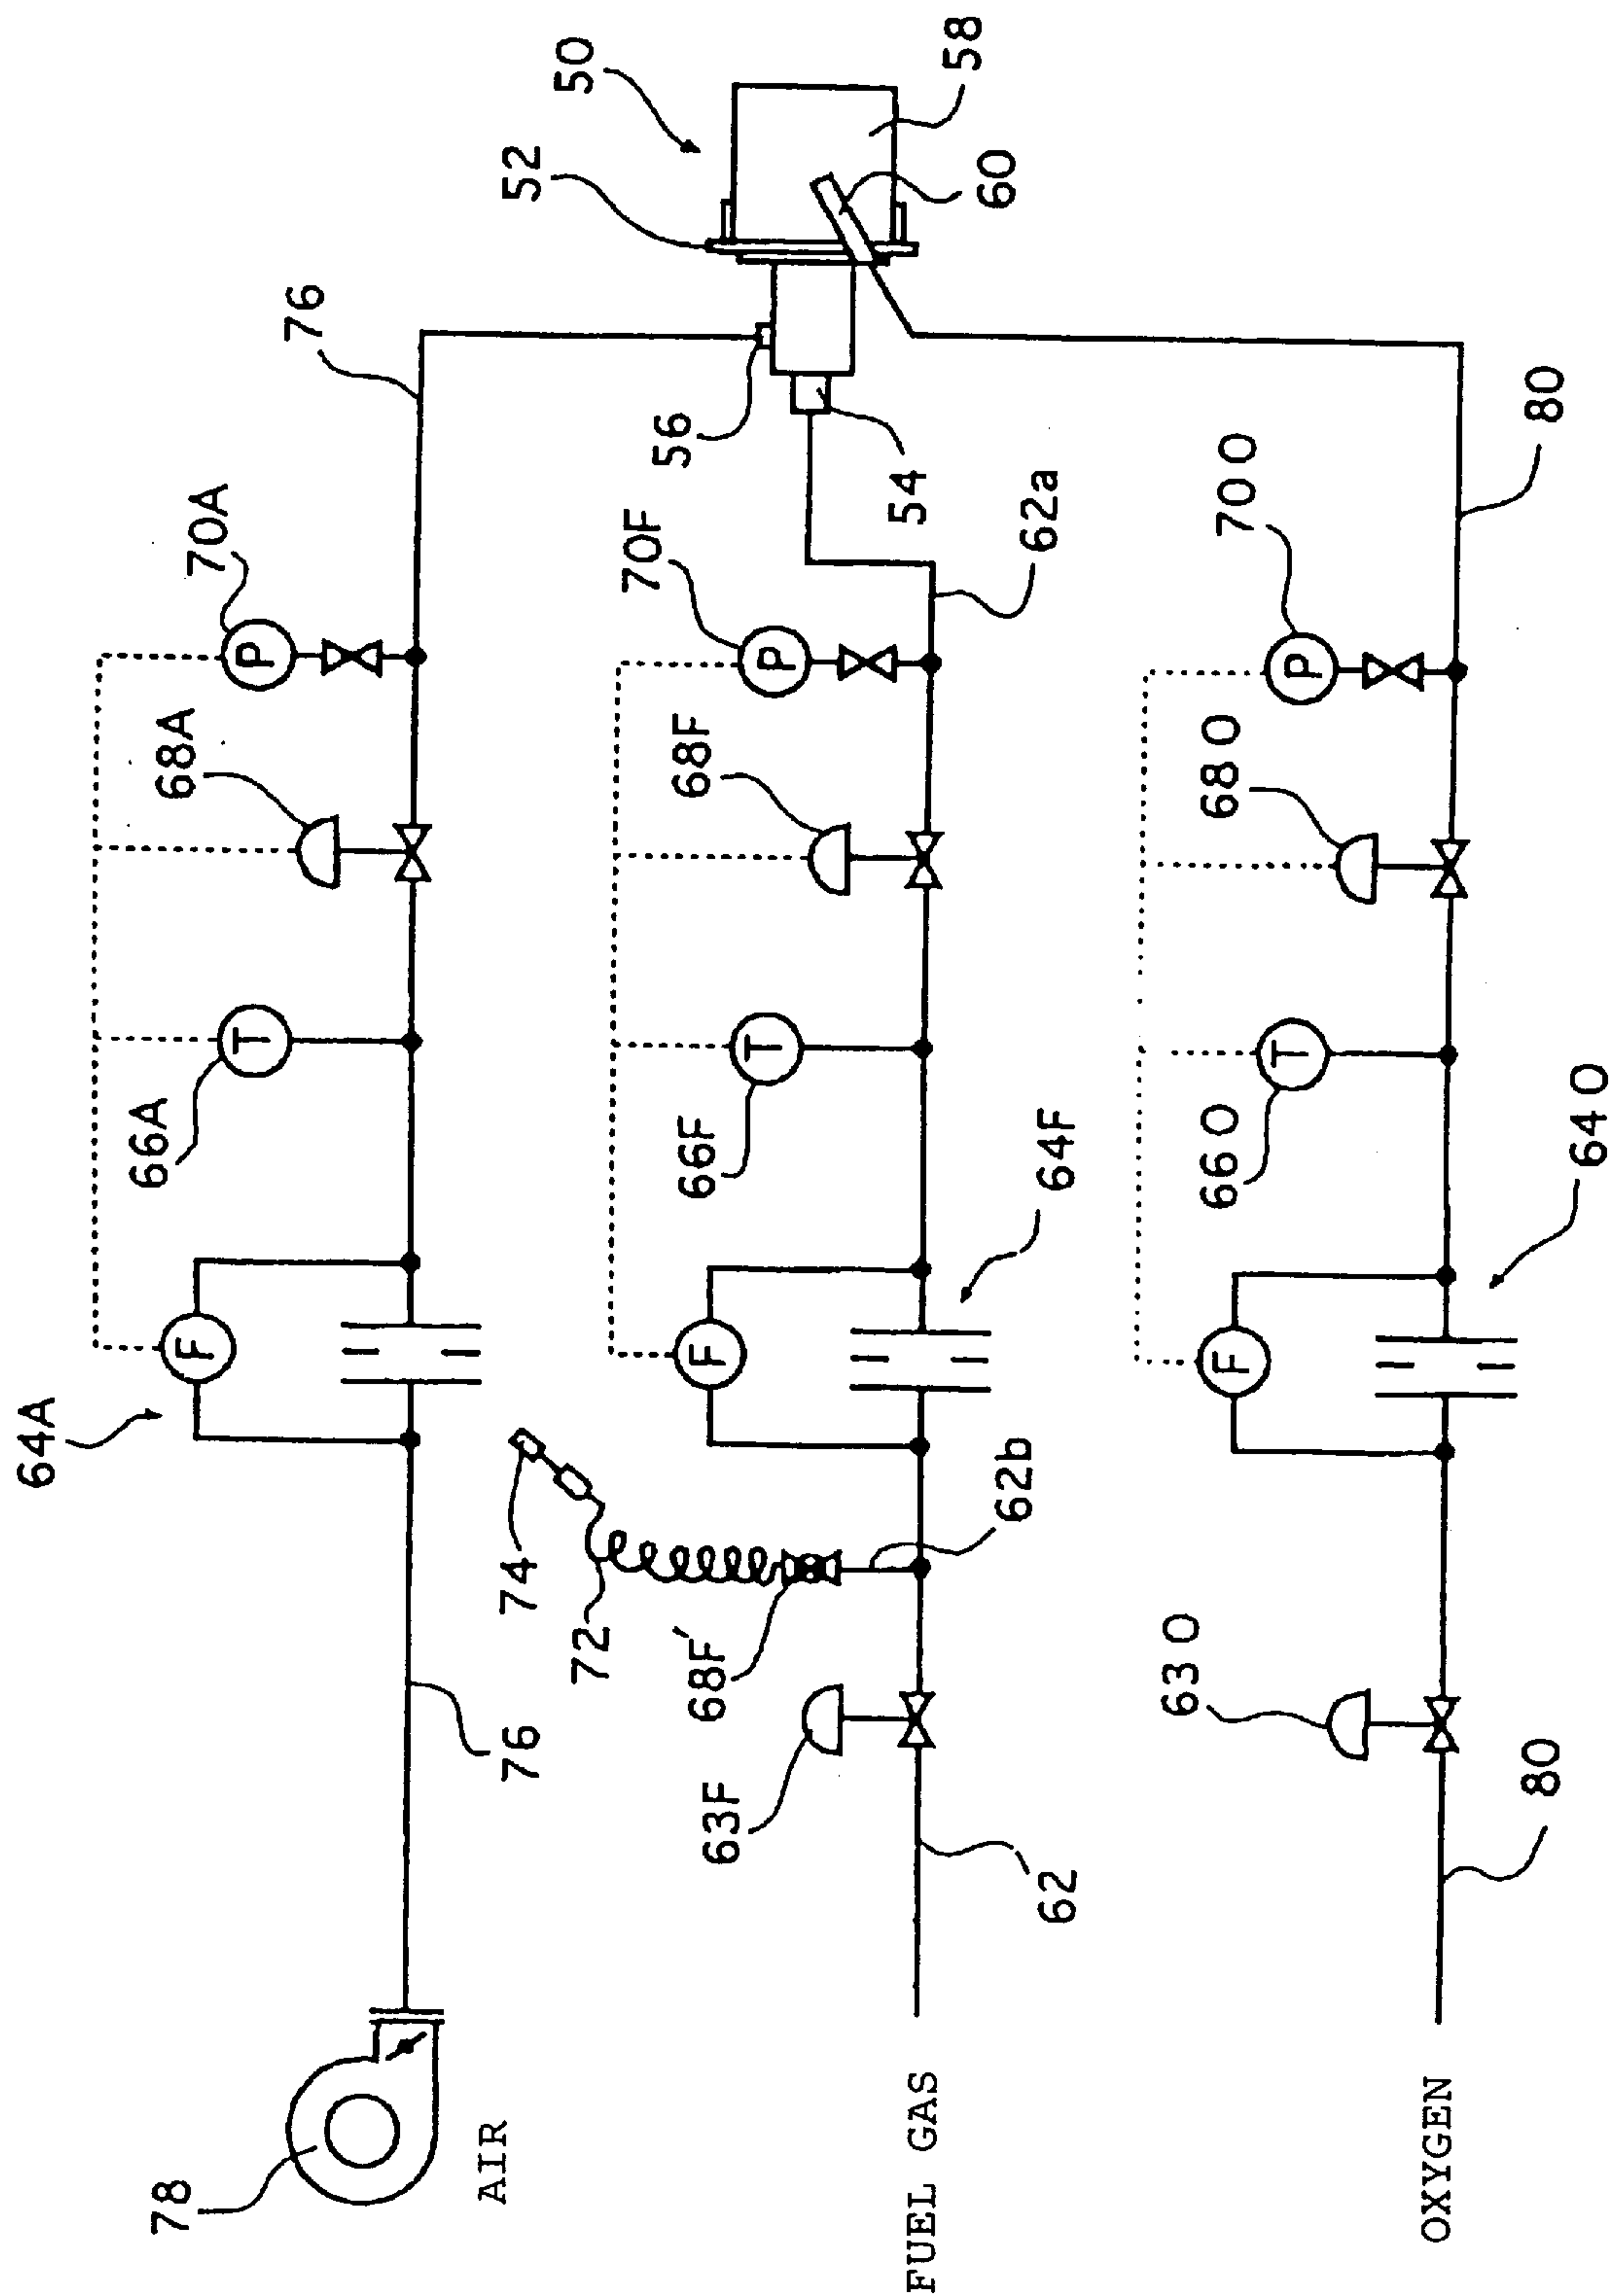 50
52
58
60
76
56
54
62a
80
70A
70F
70O
P
P
P
68A
68F
68O
T
T
T
66A
66F
66O
64F
64O
F
F
F
64A
74
72
68F'
62b
63O
76
63F
62
80
78
AIR
FUEL GAS
OXYGEN